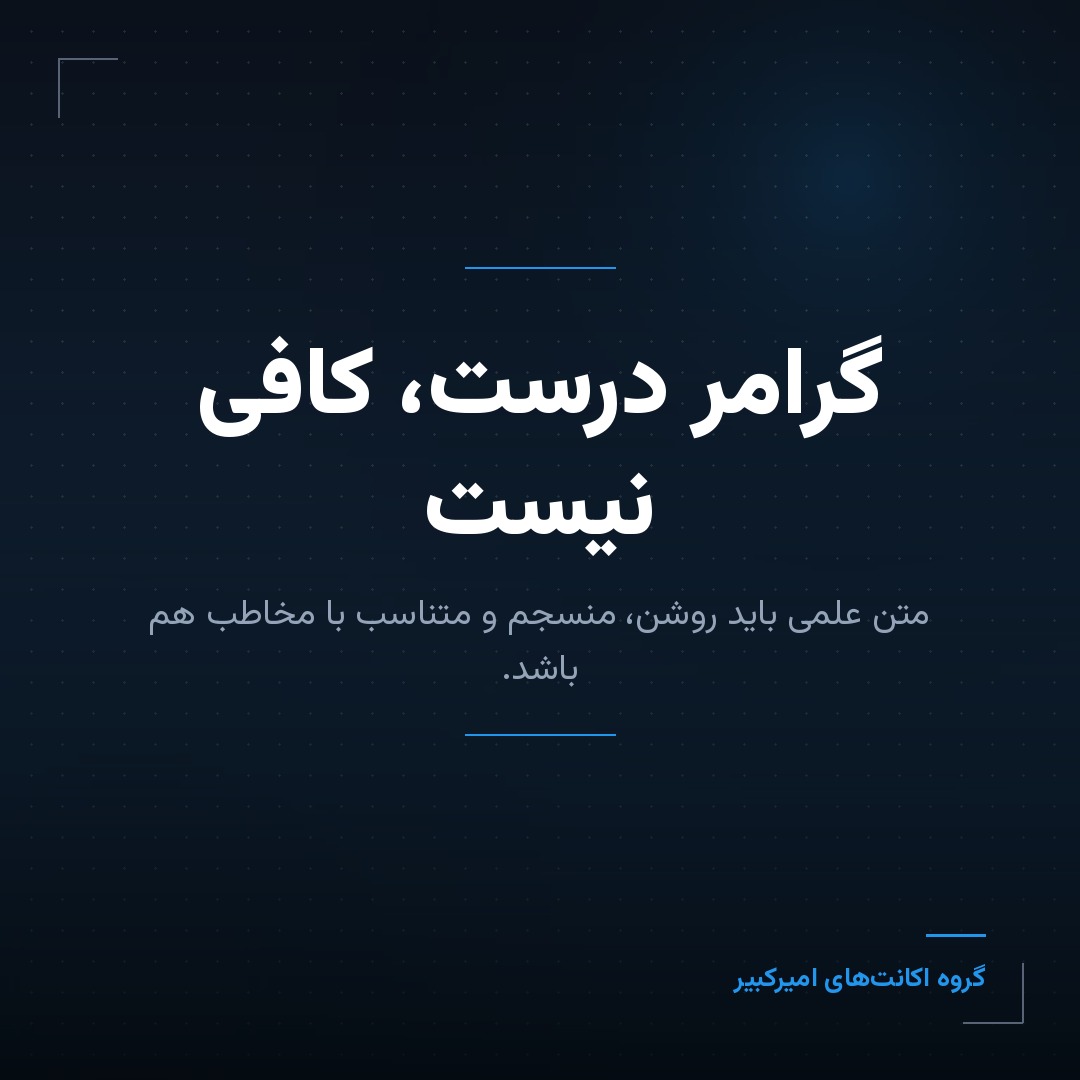 گرامر درست، کافی
نیست
متن علمی باید روشن، منسجم و متناسب با مخاطب هم
باشد.
گروه اکانت‌های امیرکبیر